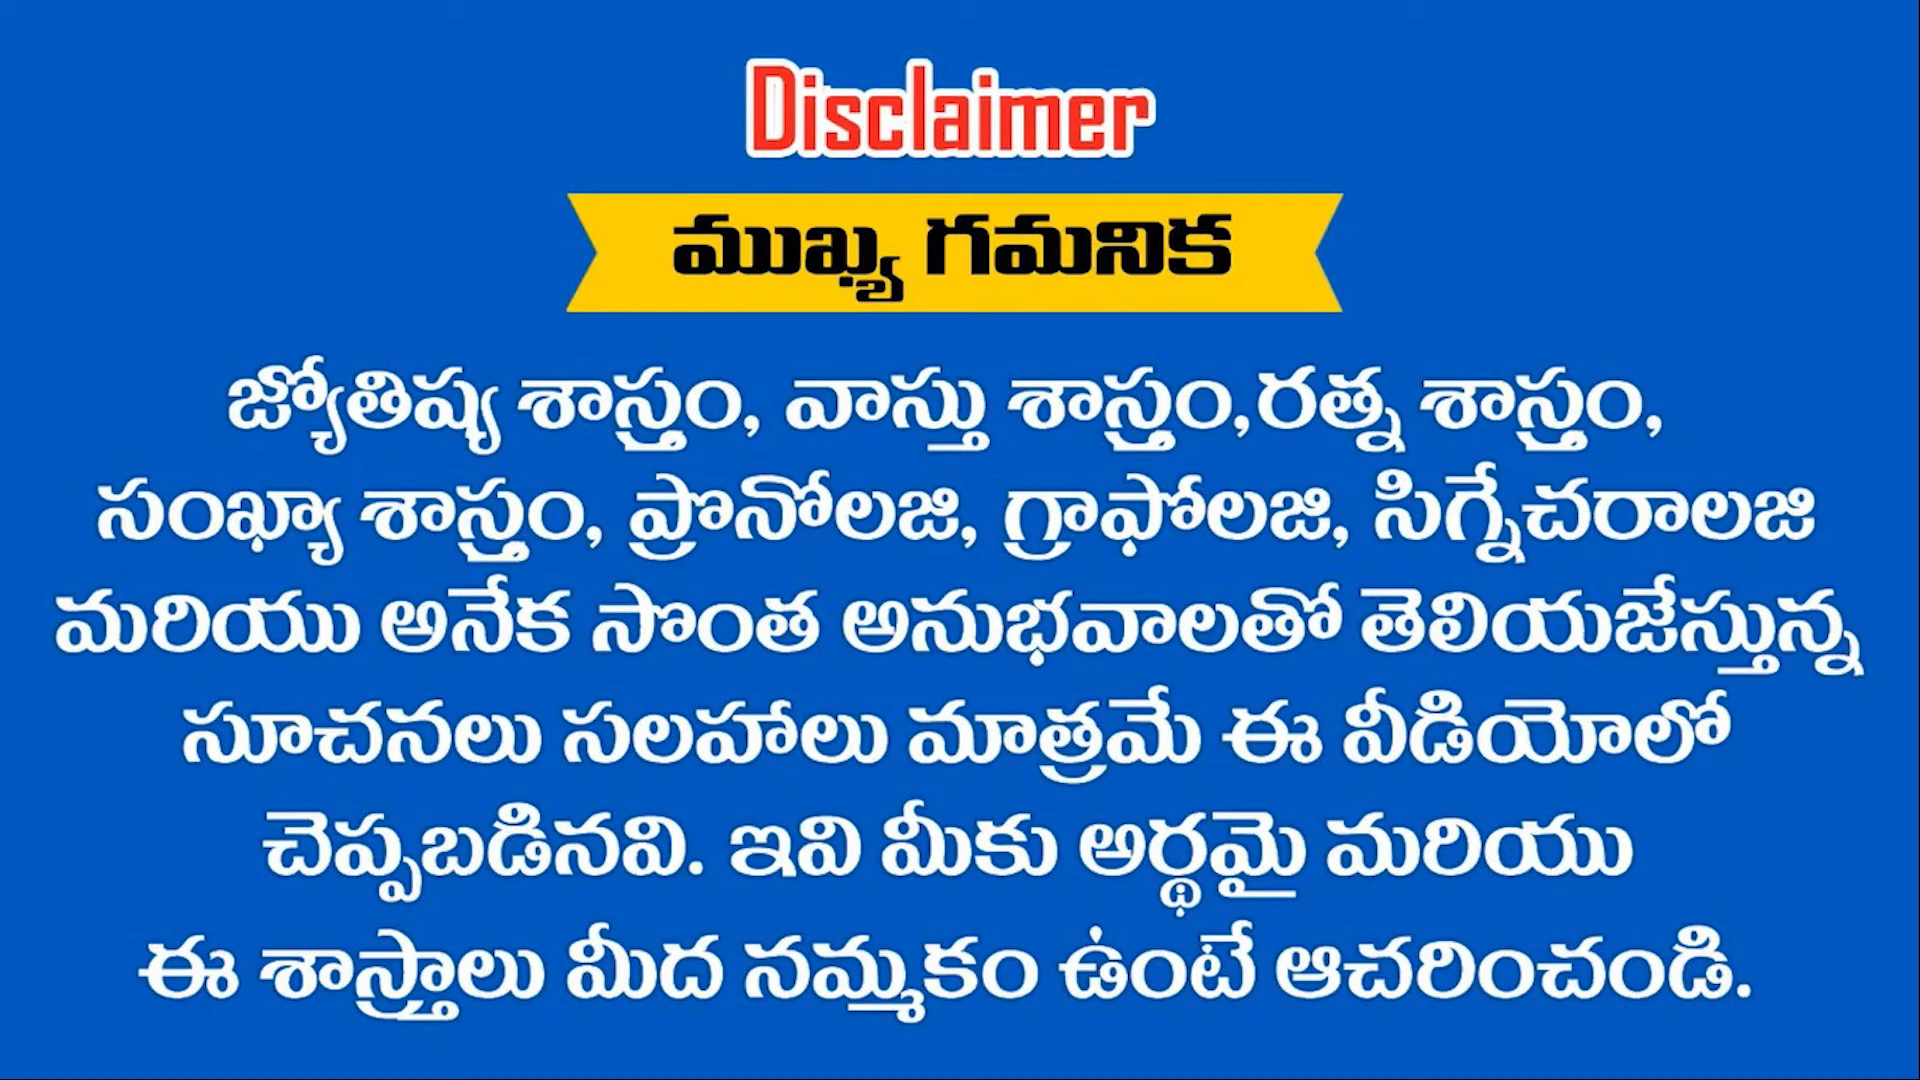 Disclaimer
ముఖ్య గమనిక
జ్యోతిష్య శాస్త్రం, వాస్తు శాస్త్రం,రత్న శాస్త్రం,
సంఖ్యా శాస్త్రం, ప్రొనోలజి, గ్రాఫోలజి, సిగ్నేచరాలజి
మరియు అనేక సొంత అనుభవాలతో తెలియజేస్తున్న
సూచనలు సలహాలు మాత్రమే ఈ వీడియోలో
చెప్పబడినవి. ఇవి మీకు అర్థమై మరియు
ఈ శాస్త్రాలు మీద నమ్మకం ఉంటే ఆచరించండి.